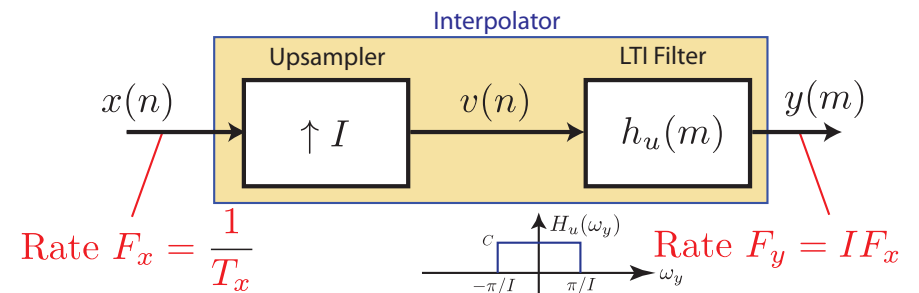 Interpolator
Upsampler LTI Filter
x(n) v(n) y(m)
↑ I h_u(m)
Rate F_x = 1/T_x Rate F_y = IF_x
H_u(ω_y)
C
ω_y
−π/I π/I